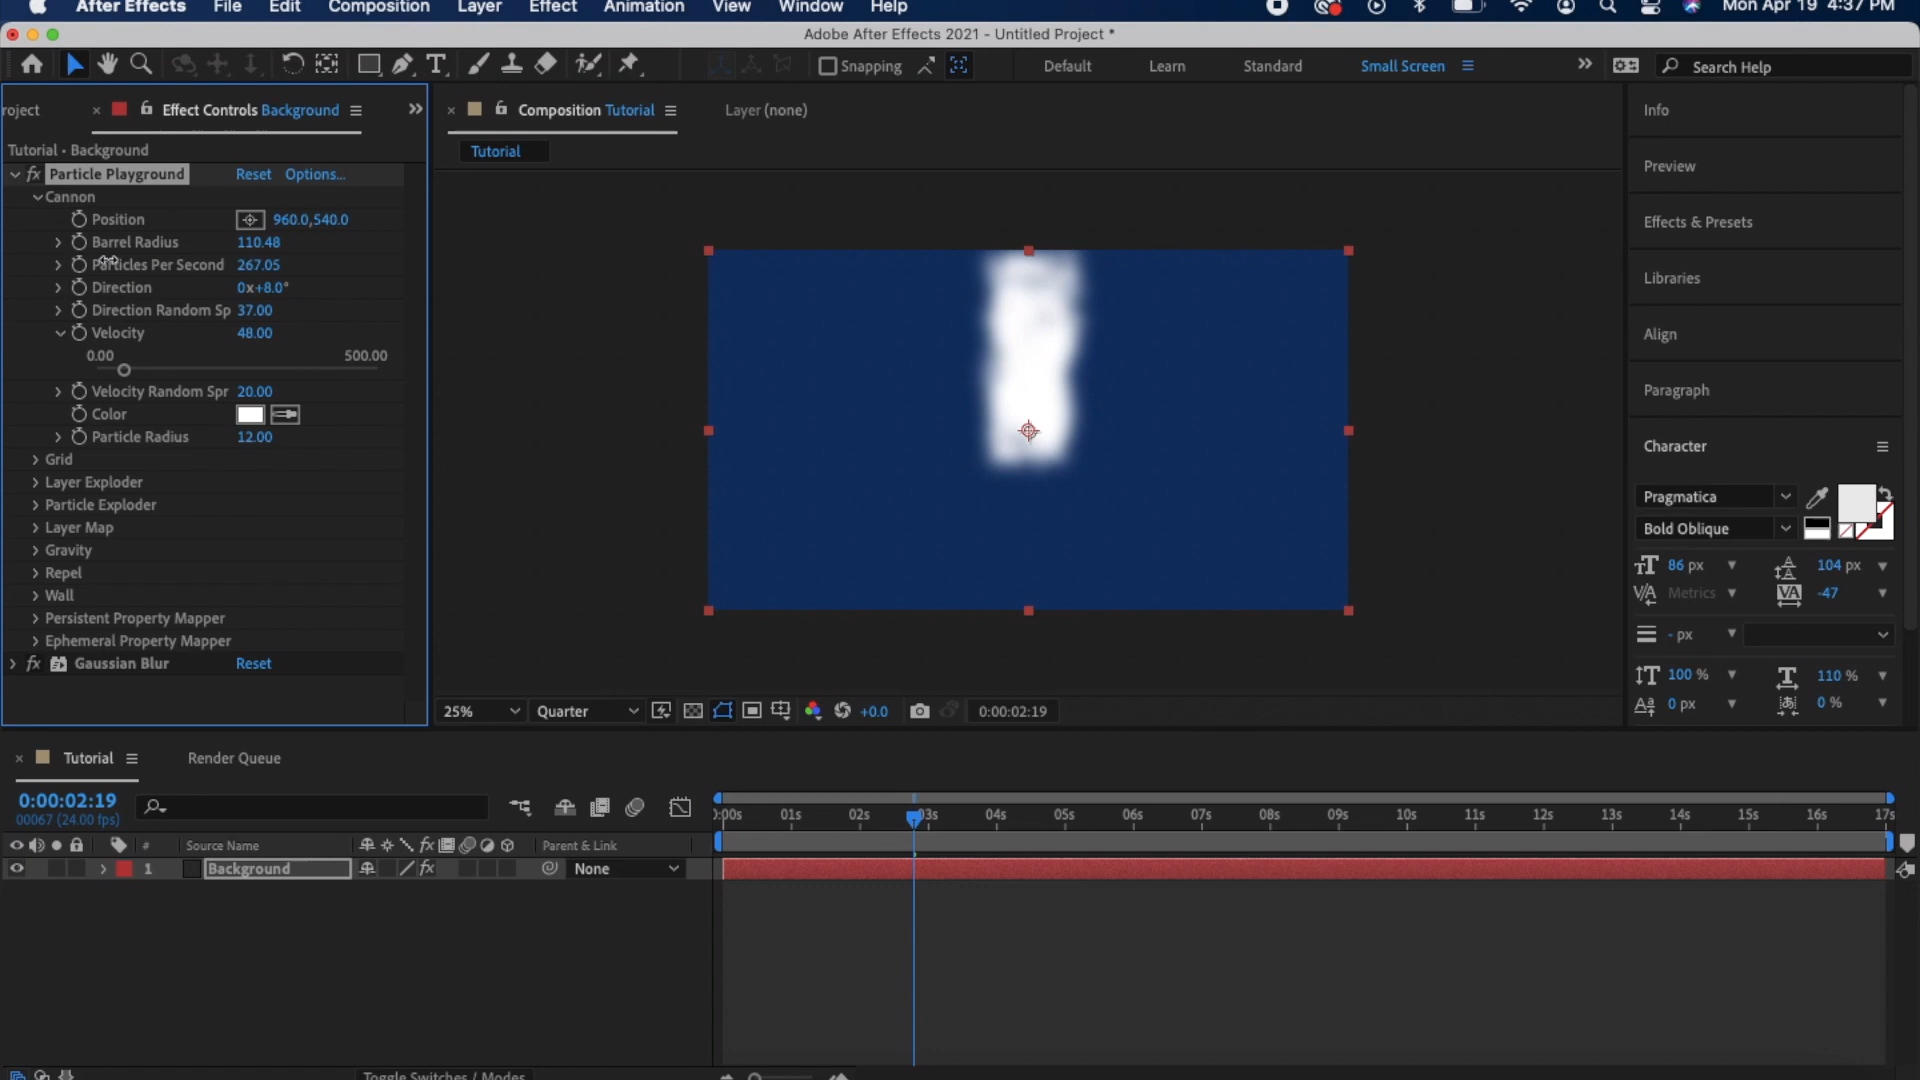 After Effects File Edit Composition Layer Effect Animation View Window Help Mon Apr 19 4:37 PM
Adobe After Effects 2021 - Untitled Project *
Snapping Default Learn Standard Small Screen Search Help
roject Effect Controls Background
Composition Tutorial Layer (none)
Tutorial • Background
Tutorial
Particle Playground Reset Options...
Cannon
Position 960.0,540.0
Barrel Radius 110.48
Particles Per Second 267.05
Direction 0x+8.0°
Direction Random Sp 37.00
Velocity 48.00
0.00 500.00
Velocity Random Spr 20.00
Color
Particle Radius 12.00
Grid
Layer Exploder
Particle Exploder
Layer Map
Gravity
Repel
Wall
Persistent Property Mapper
Ephemeral Property Mapper
fx Gaussian Blur Reset
25% Quarter +0.0 0:00:02:19
Info
Preview
Effects & Presets
Libraries
Align
Paragraph
Character
Pragmatica
Bold Oblique
86 px 104 px
Metrics -47
- px
100 % 110 %
0 px 0 %
Tutorial Render Queue
0:00:02:19
00067 (24.00 fps)
0:00s 01s 02s 03s 04s 05s 06s 07s 08s 09s 10s 11s 12s 13s 14s 15s 16s 17s
# Source Name Parent & Link
1 Background None
Toggle Switches / Modes